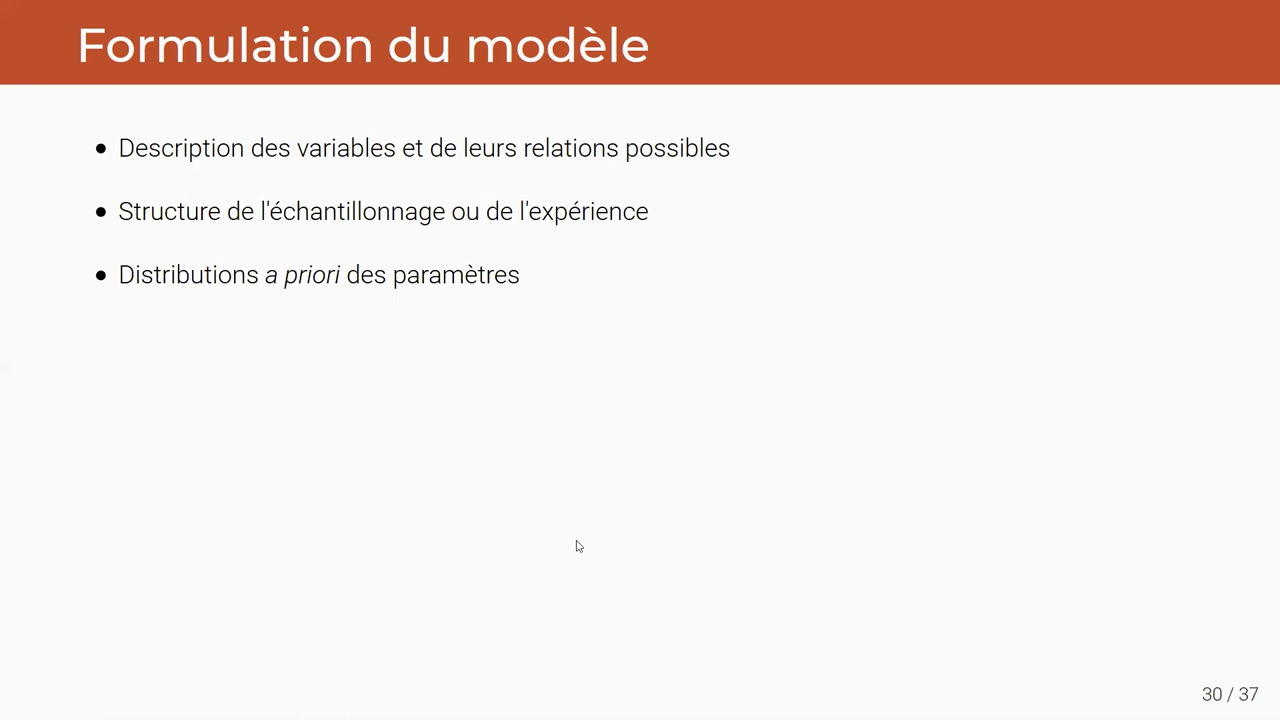 Formulation du modèle
• Description des variables et de leurs relations possibles
• Structure de l'échantillonnage ou de l'expérience
• Distributions a priori des paramètres
30 / 37